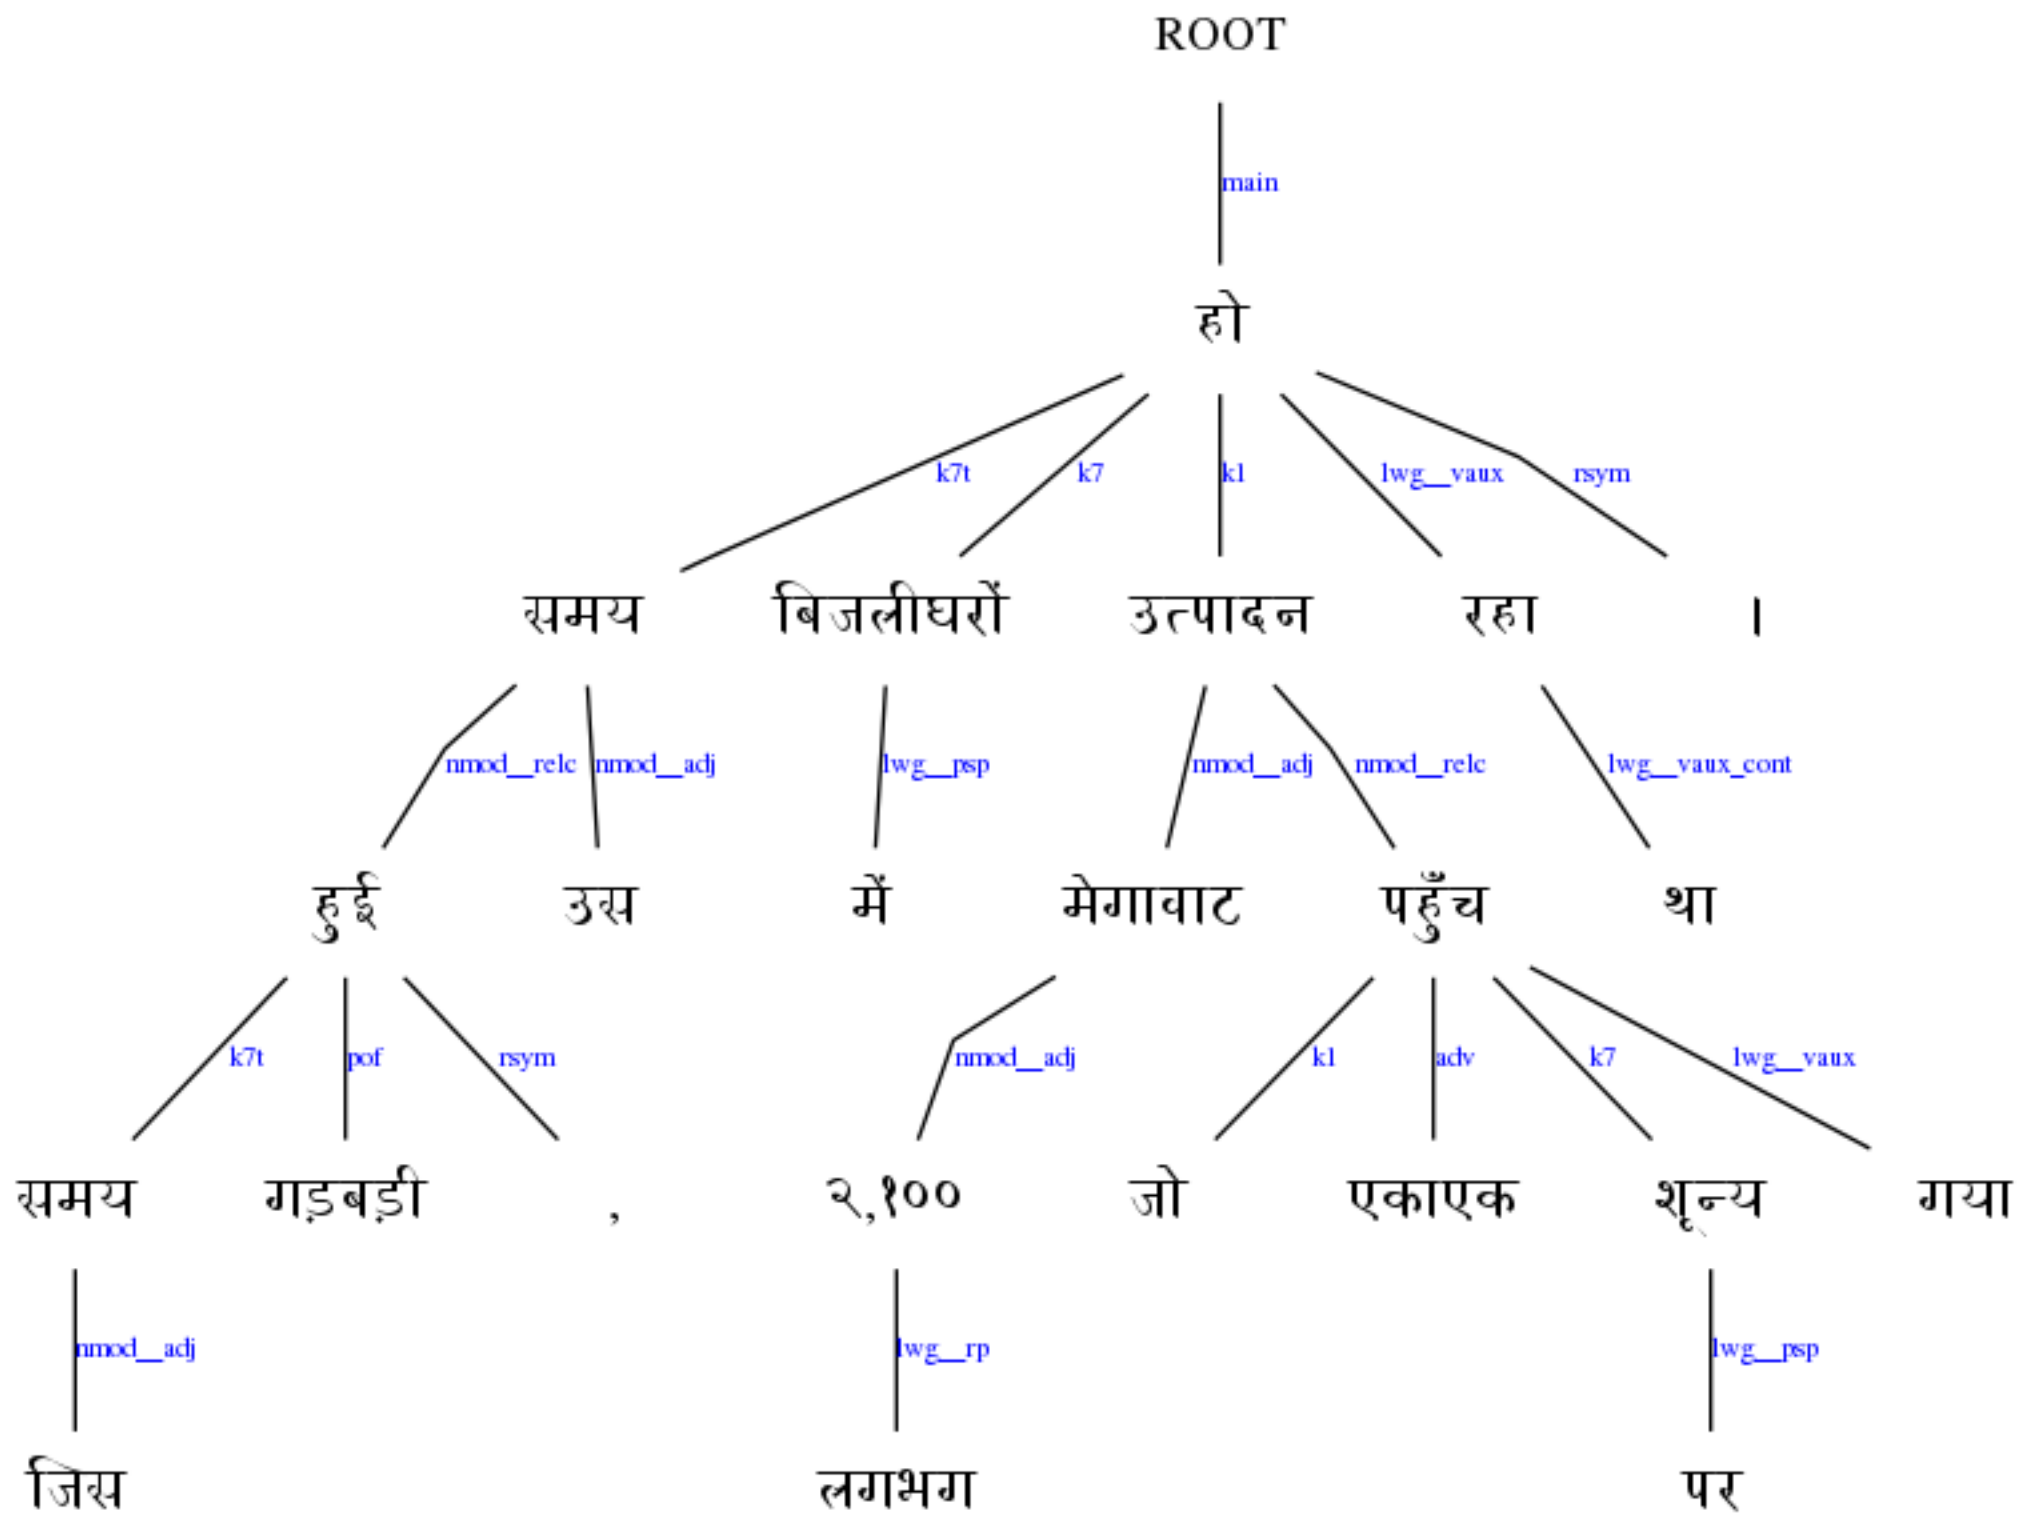 ROOT
main
हो
k7t k7 k1 lwg__vaux rsym
समय बिजलीघरों उत्पादन रहा ।
nmod__relc nmod__adj lwg__psp nmod__adj nmod__relc lwg__vaux_cont
हुई उस में मेगावाट पहुँच था
k7t pof rsym nmod__adj k1 adv k7 lwg__vaux
समय गड़बड़ी , २,१०० जो एकाएक शून्य गया
nmod__adj lwg__rp lwg__psp
जिस लगभग पर